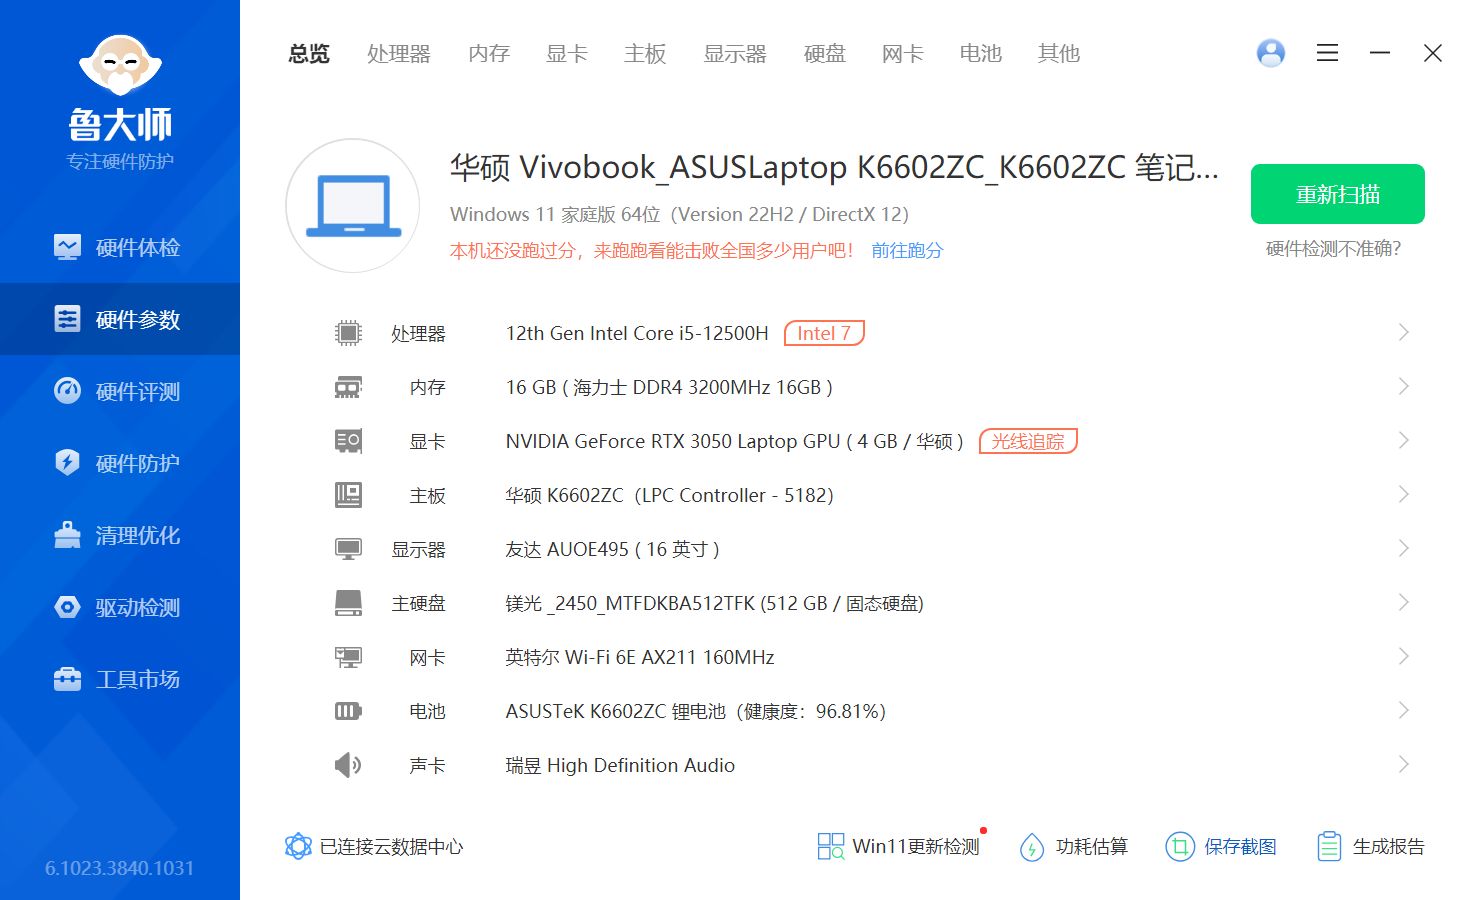 鲁大师
专注硬件防护
硬件体检
硬件参数
硬件评测
硬件防护
清理优化
驱动检测
工具市场
6.1023.3840.1031
总览 处理器 内存 显卡 主板 显示器 硬盘 网卡 电池 其他
华硕 Vivobook_ASUSLaptop K6602ZC_K6602ZC 笔记...
Windows 11 家庭版 64位（Version 22H2 / DirectX 12）
本机还没跑过分，来跑跑看能击败全国多少用户吧！ 前往跑分
重新扫描
硬件检测不准确？
处理器 12th Gen Intel Core i5-12500H Intel 7
内存 16 GB ( 海力士 DDR4 3200MHz 16GB )
显卡 NVIDIA GeForce RTX 3050 Laptop GPU ( 4 GB / 华硕 ) 光线追踪
主板 华硕 K6602ZC（LPC Controller - 5182）
显示器 友达 AUOE495 ( 16 英寸 )
主硬盘 镁光 _2450_MTFDKBA512TFK (512 GB / 固态硬盘)
网卡 英特尔 Wi-Fi 6E AX211 160MHz
电池 ASUSTeK K6602ZC 锂电池（健康度：96.81%）
声卡 瑞昱 High Definition Audio
已连接云数据中心 Win11更新检测 功耗估算 保存截图 生成报告